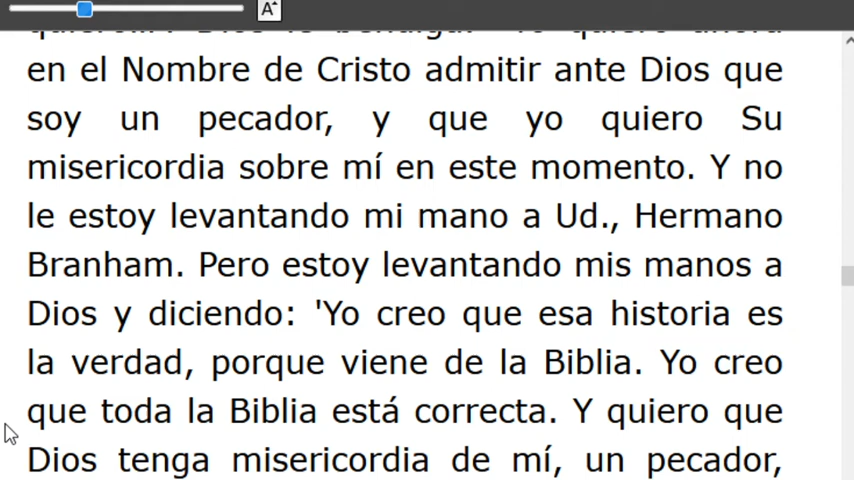 A
en el Nombre de Cristo admitir ante Dios que
soy un pecador, y que yo quiero Su
misericordia sobre mí en este momento. Y no
le estoy levantando mi mano a Ud., Hermano
Branham. Pero estoy levantando mis manos a
Dios y diciendo: 'Yo creo que esa historia es
la verdad, porque viene de la Biblia. Yo creo
que toda la Biblia está correcta. Y quiero que
Dios tenga misericordia de mí, un pecador,